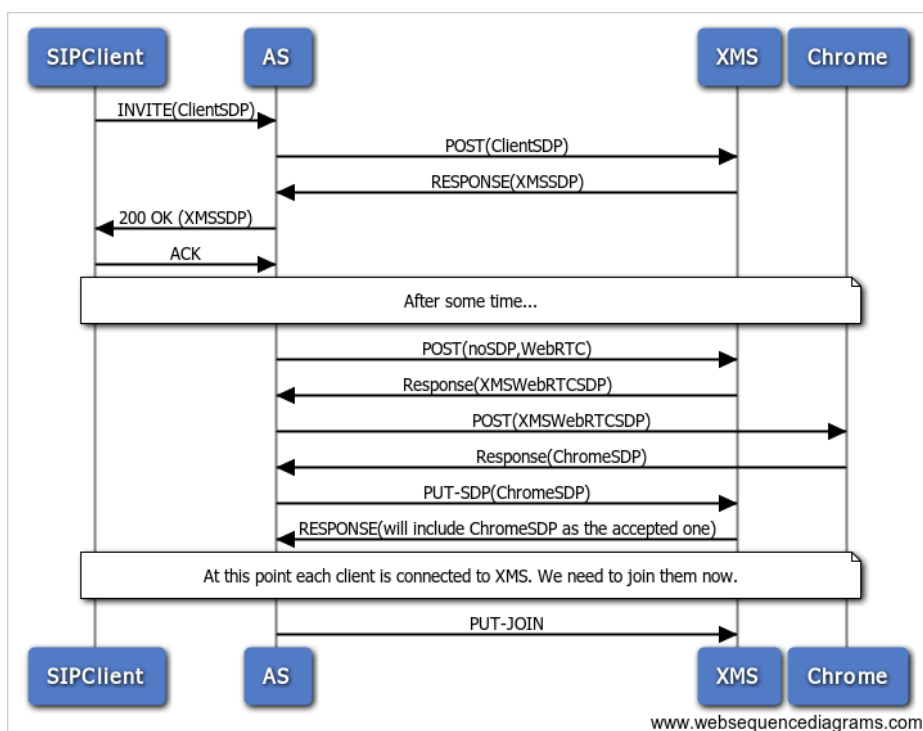 SIPClient AS XMS Chrome
INVITE(ClientSDP)
POST(ClientSDP)
RESPONSE(XMSSDP)
200 OK (XMSSDP)
ACK
After some time...
POST(noSDP,WebRTC)
Response(XMSWebRTCSDP)
POST(XMSWebRTCSDP)
Response(ChromeSDP)
PUT-SDP(ChromeSDP)
RESPONSE(will include ChromeSDP as the accepted one)
At this point each client is connected to XMS. We need to join them now.
PUT-JOIN
SIPClient AS XMS Chrome
www.websequencediagrams.com